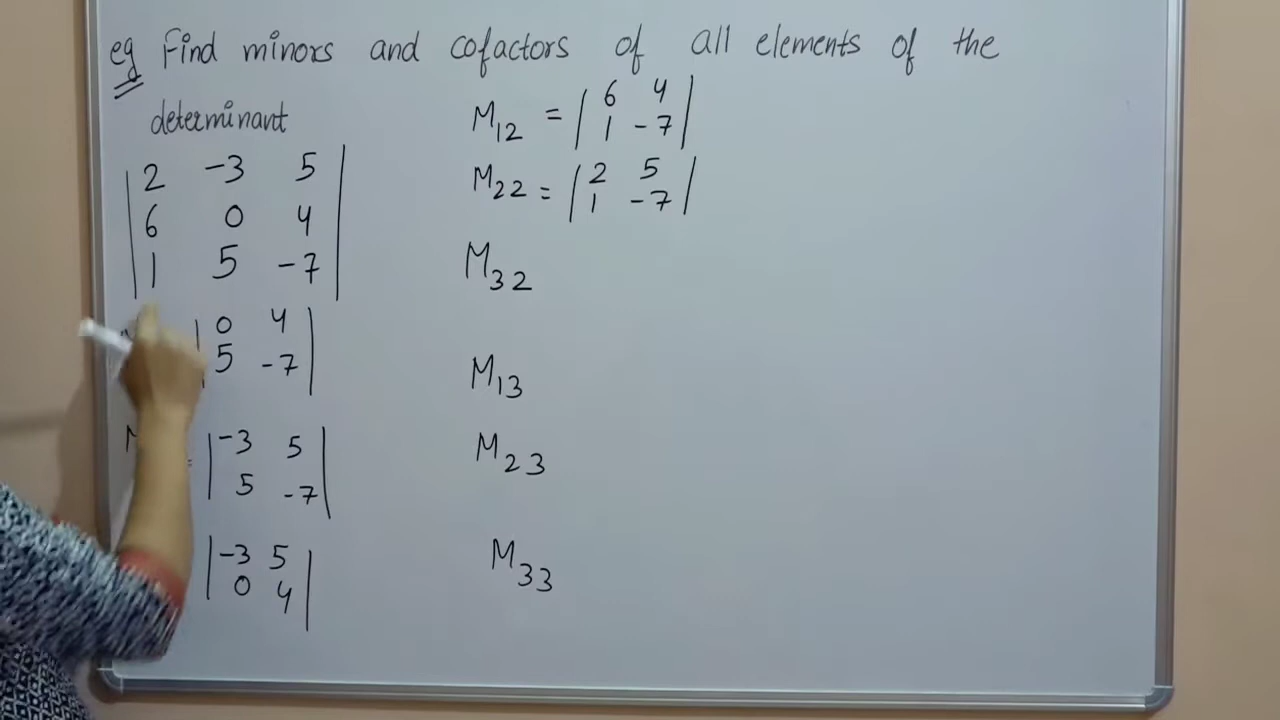 eg Find minors and cofactors of all elements of the
determinant
| 2 -3 5 |
| 6 0 4 |
| 1 5 -7 |
| 0 4 |
| 5 -7 |
= | -3 5 |
| 5 -7 |
| -3 5 |
| 0 4 |
M12 = | 6 4 |
| 1 -7 |
M22 = | 2 5 |
| 1 -7 |
M32
M13
M23
M33